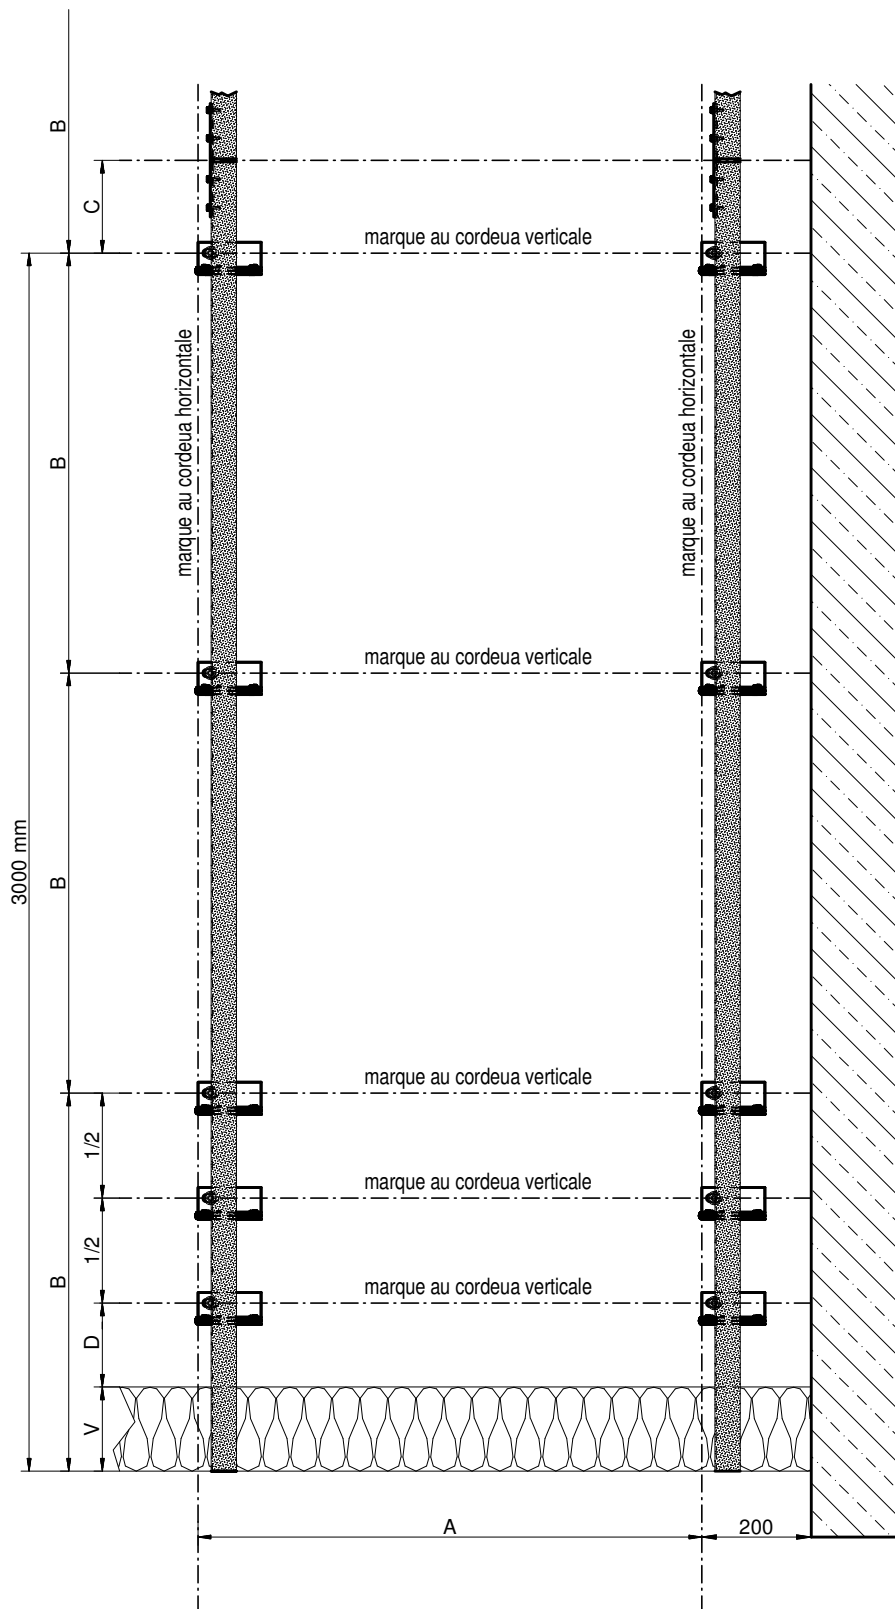 B
C
marque au cordeua verticale
marque au cordeua horizontale
marque au cordeua horizontale
B
marque au cordeua verticale
3000 mm
B
marque au cordeua verticale
1/2
marque au cordeua verticale
1/2
B
marque au cordeua verticale
D
V
A
200